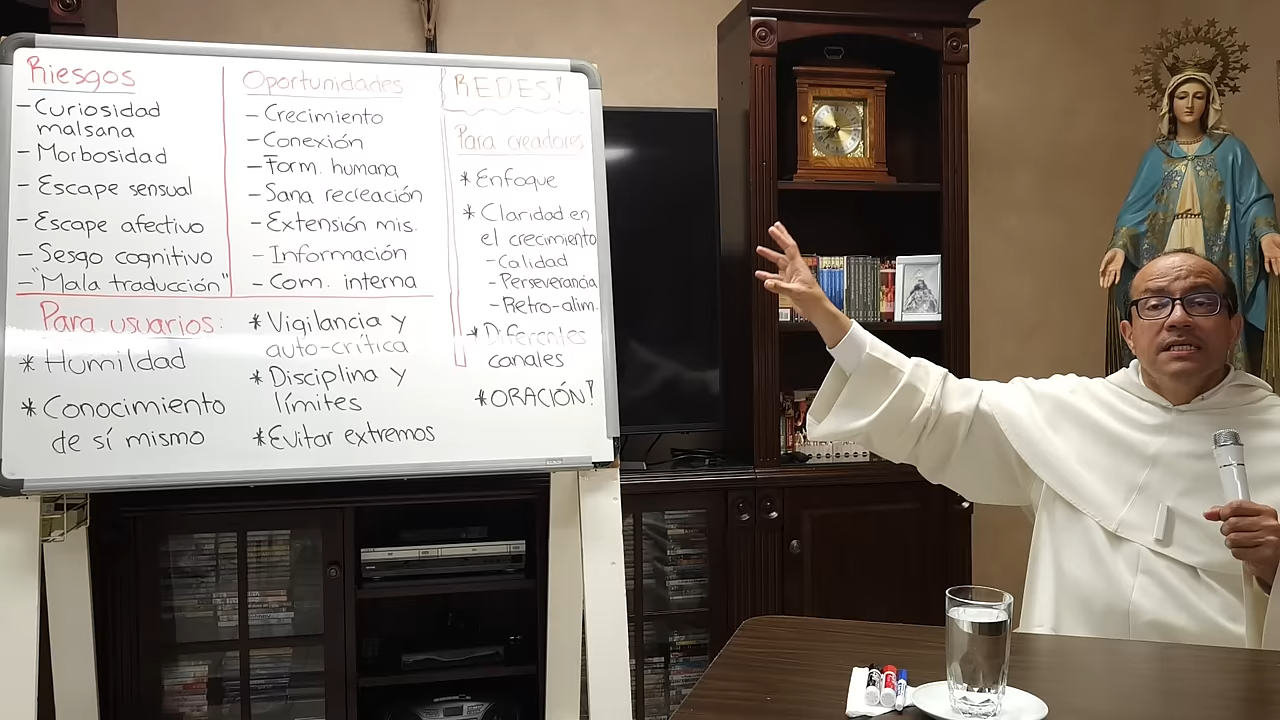 Riesgos
- Curiosidad
malsana
- Morbosidad
- Escape sensual
- Escape afectivo
- Sesgo cognitivo
- "Mala traducción"
Oportunidades
- Crecimiento
- Conexión
- Form. humana
- Sana recreación
- Extensión mis.
- Información
- Com. interna
REDES!
Para creadores
* Enfoque
* Claridad en
el crecimiento
- Calidad
- Perseverancia
- Retro-alim.
* Diferentes
canales
* ORACIÓN!
Para usuarios:
* Humildad
* Conocimiento
de sí mismo
* Vigilancia y
auto-crítica
* Disciplina y
límites
* Evitar extremos